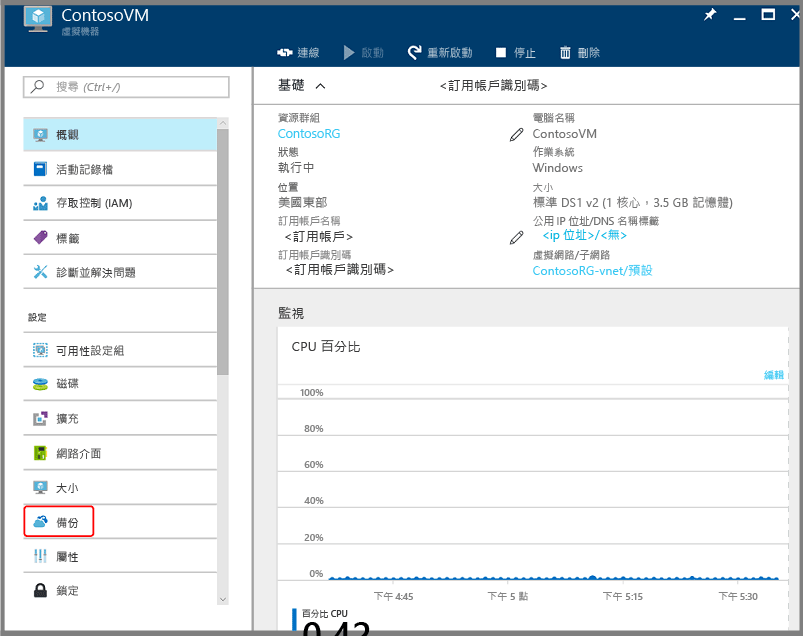 ContosoVM
虛擬機器
連線
啟動
重新啟動
停止
刪除
搜尋 (Ctrl+/)
概觀
活動記錄檔
存取控制 (IAM)
標籤
診斷並解決問題
設定
可用性設定組
磁碟
擴充
網路介面
大小
備份
屬性
鎖定
基礎
<訂用帳戶識別碼>
資源群組
ContosoRG
狀態
執行中
位置
美國東部
訂用帳戶名稱
<訂用帳戶>
訂用帳戶識別碼
<訂用帳戶識別碼>
電腦名稱
ContosoVM
作業系統
Windows
大小
標準 DS1 v2 (1 核心，3.5 GB 記憶體)
公用 IP 位址/DNS 名稱標籤
<ip 位址>/<無>
虛擬網路/子網路
ContosoRG-vnet/預設
監視
CPU 百分比
編輯
100%
80%
60%
40%
20%
0%
下午 4:45
下午 5 點
下午 5:15
下午 5:30
百分比 CPU
0.42